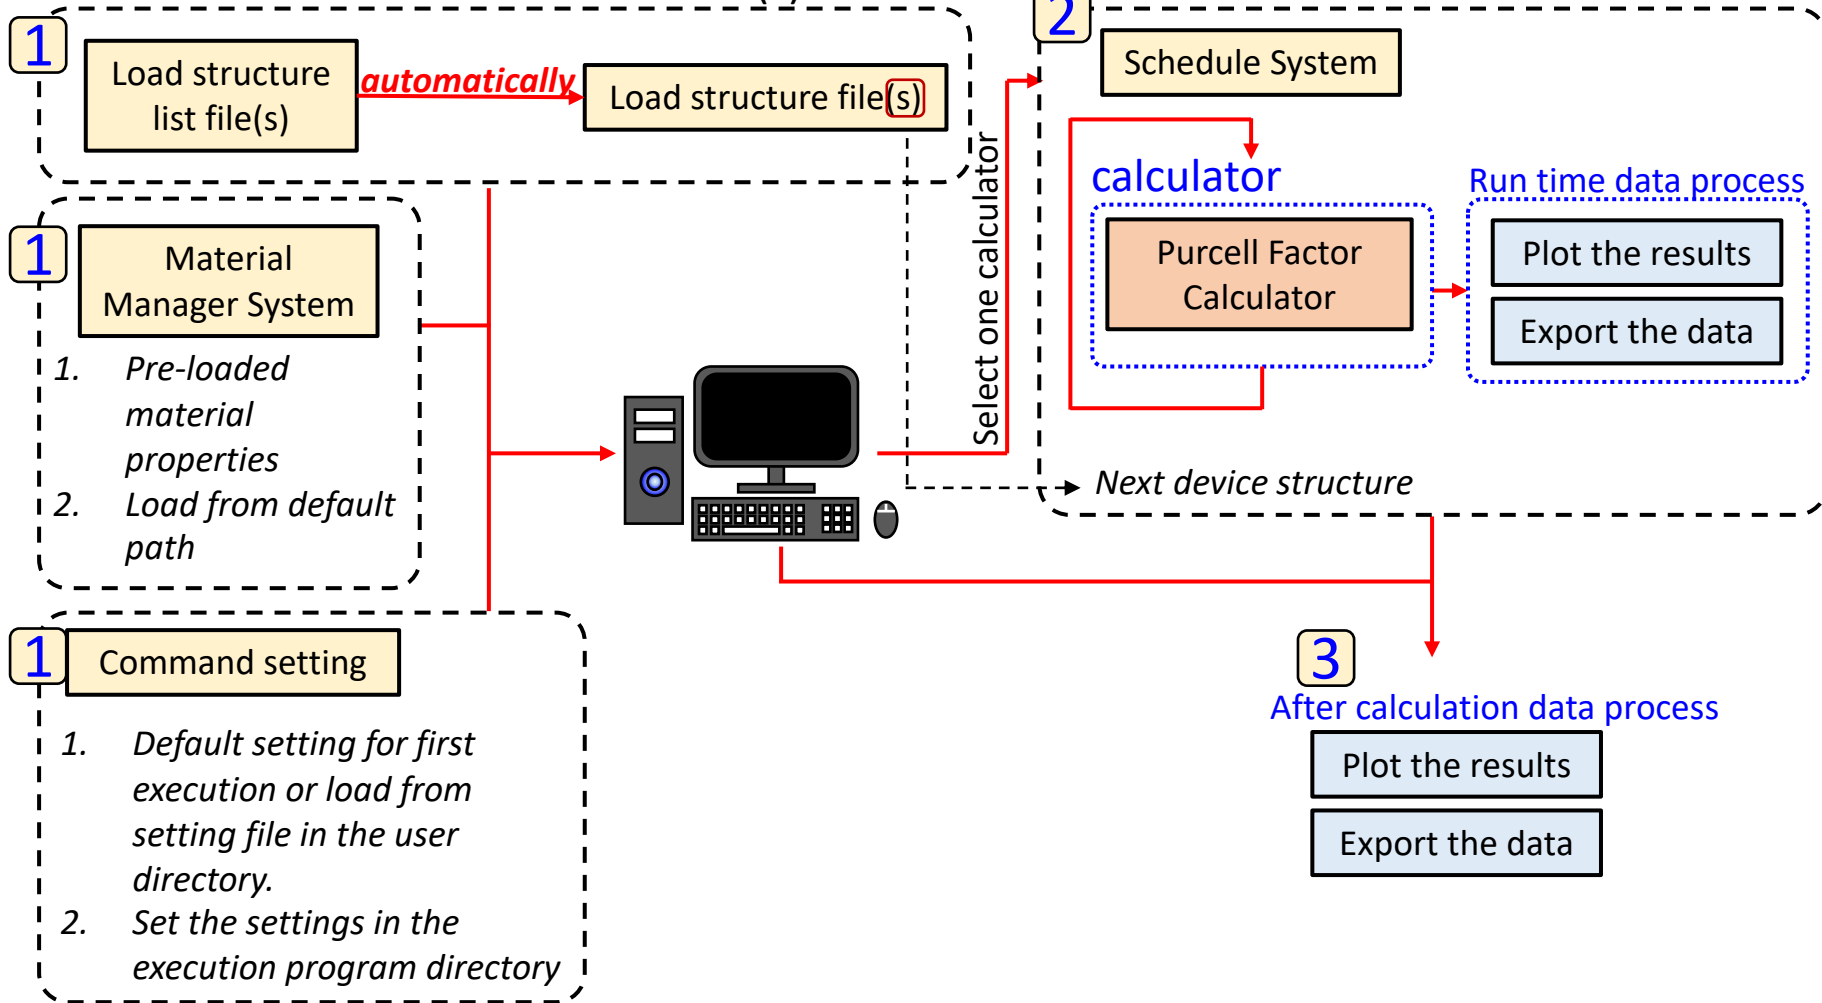 1
Load structure
list file(s)
automatically
Load structure file(s)
1
Material
Manager System
1. Pre-loaded
material
properties
2. Load from default
path
1
Command setting
1. Default setting for first
execution or load from
setting file in the user
directory.
2. Set the settings in the
execution program directory
Select one calculator
2
Schedule System
calculator
Purcell Factor
Calculator
Run time data process
Plot the results
Export the data
Next device structure
3
After calculation data process
Plot the results
Export the data